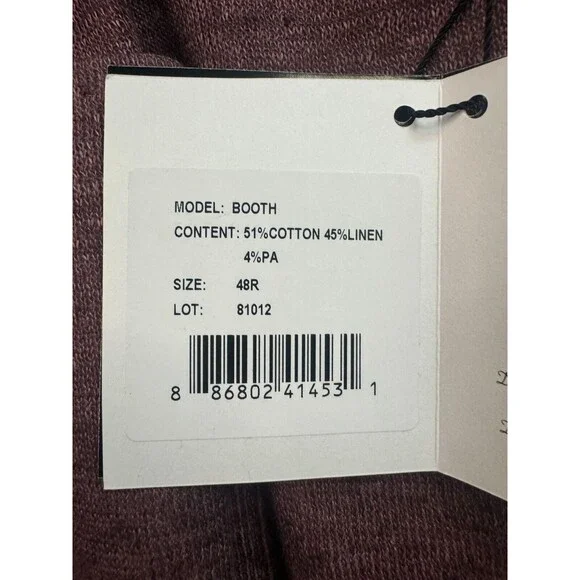 MODEL: BOOTH
CONTENT: 51%COTTON 45%LINEN
4%PA
SIZE: 48R
LOT: 81012
8 86802 41453 1